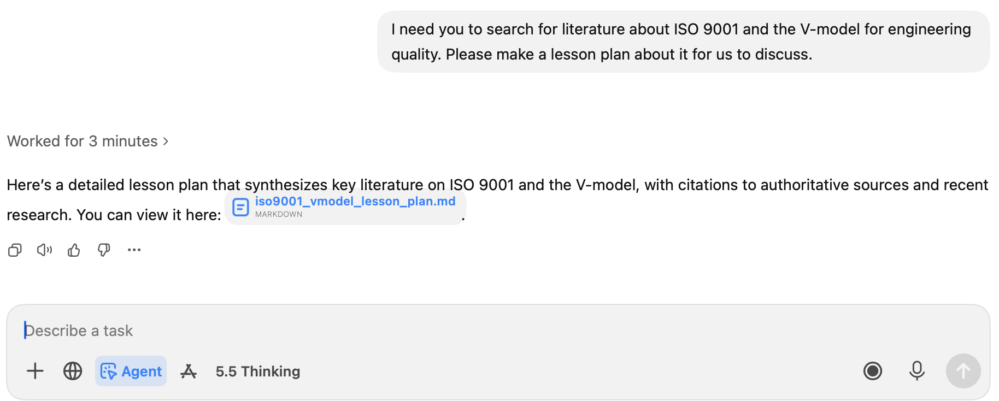 I need you to search for literature about ISO 9001 and the V-model for engineering
quality. Please make a lesson plan about it for us to discuss.
Worked for 3 minutes >
Here’s a detailed lesson plan that synthesizes key literature on ISO 9001 and the V-model, with citations to authoritative sources and recent
research. You can view it here: iso9001_vmodel_lesson_plan.md
MARKDOWN
.
Describe a task
Agent 5.5 Thinking